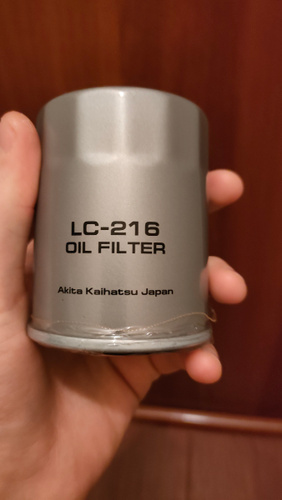 LC-216
OIL FILTER
Akita Kaihatsu Japan